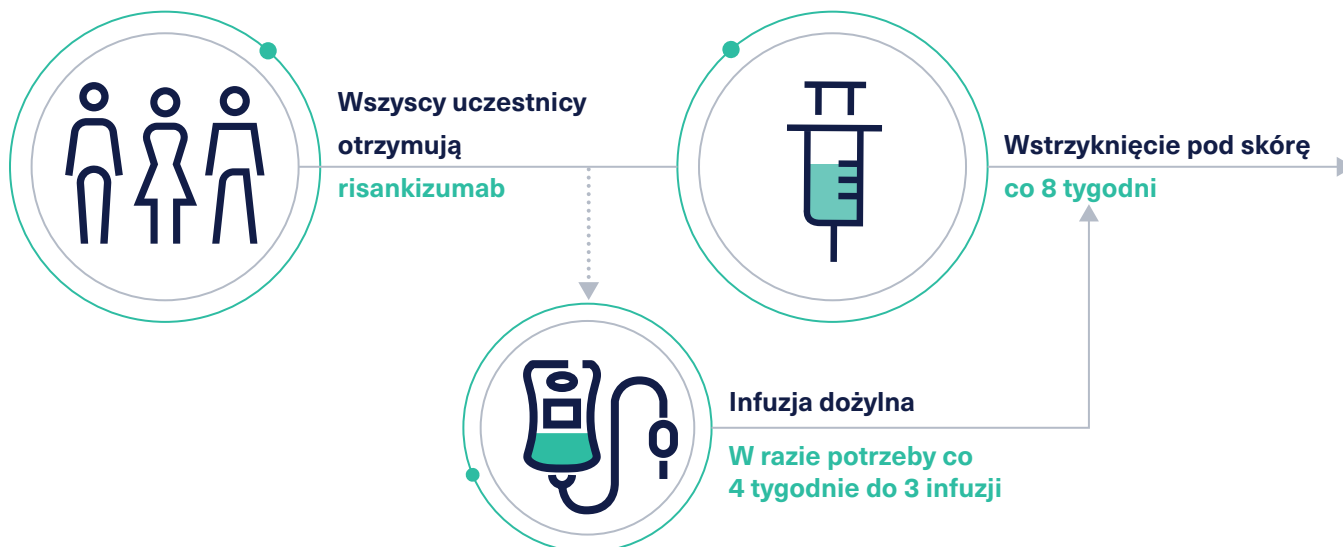 Wszyscy uczestnicy
otrzymują
risankizumab
Wstrzyknięcie pod skórę
co 8 tygodni
Infuzja dożylna
W razie potrzeby co
4 tygodnie do 3 infuzji